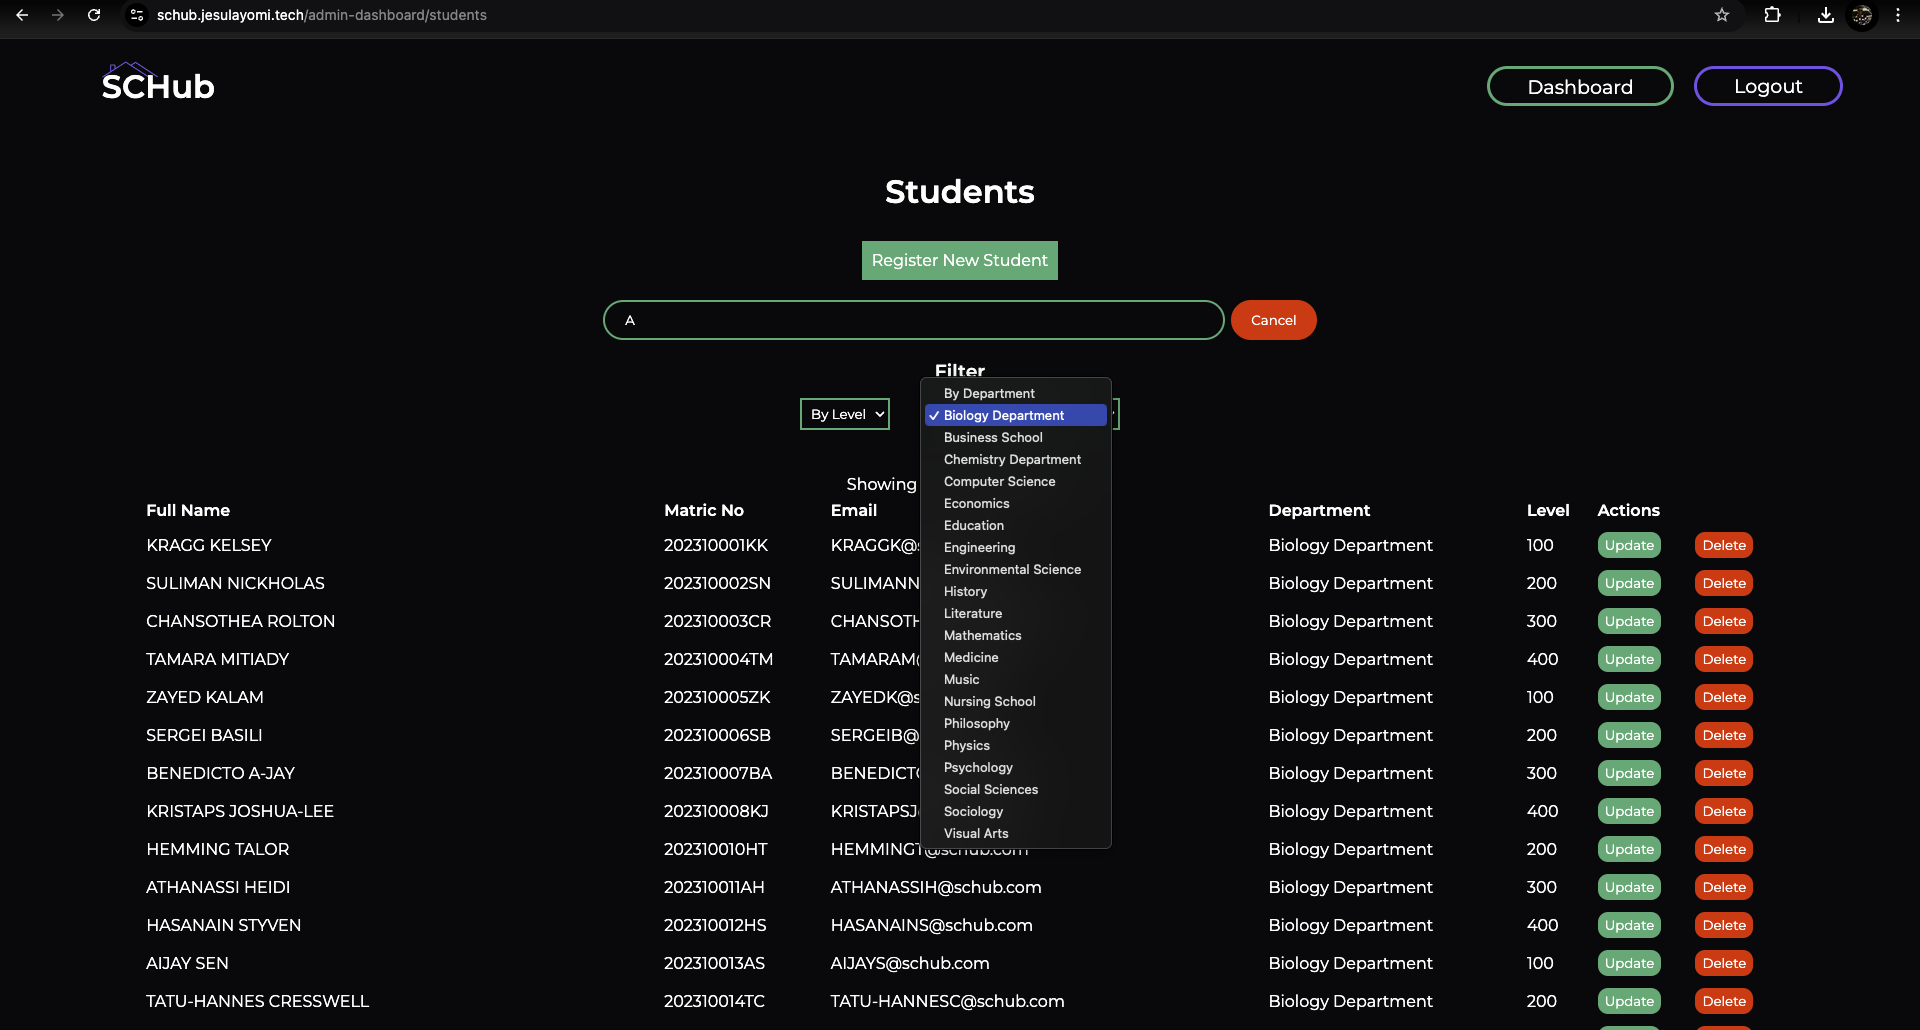 schub.jesulayomi.tech/admin-dashboard/students
SCHub
Dashboard
Logout
Students
Register New Student
A
Cancel
Filter
By Level
By Department
✓ Biology Department
Business School
Chemistry Department
Computer Science
Economics
Education
Engineering
Environmental Science
History
Literature
Mathematics
Medicine
Music
Nursing School
Philosophy
Physics
Psychology
Social Sciences
Sociology
Visual Arts
Showing
Full Name Matric No Email Department Level Actions
KRAGG KELSEY 202310001KK KRAGGK@ Biology Department 100 Update Delete
SULIMAN NICKHOLAS 202310002SN SULIMANN Biology Department 200 Update Delete
CHANSOTHEA ROLTON 202310003CR CHANSOTH Biology Department 300 Update Delete
TAMARA MITIADY 202310004TM TAMARAM@ Biology Department 400 Update Delete
ZAYED KALAM 202310005ZK ZAYEDK@s Biology Department 100 Update Delete
SERGEI BASILI 202310006SB SERGEIB@ Biology Department 200 Update Delete
BENEDICTO A-JAY 202310007BA BENEDICTO Biology Department 300 Update Delete
KRISTAPS JOSHUA-LEE 202310008KJ KRISTAPSJ Biology Department 400 Update Delete
HEMMING TALOR 202310010HT HEMMINGT@schub.com Biology Department 200 Update Delete
ATHANASSI HEIDI 202310011AH ATHANASSIH@schub.com Biology Department 300 Update Delete
HASANAIN STYVEN 202310012HS HASANAINS@schub.com Biology Department 400 Update Delete
AIJAY SEN 202310013AS AIJAYS@schub.com Biology Department 100 Update Delete
TATU-HANNES CRESSWELL 202310014TC TATU-HANNESC@schub.com Biology Department 200 Update Delete